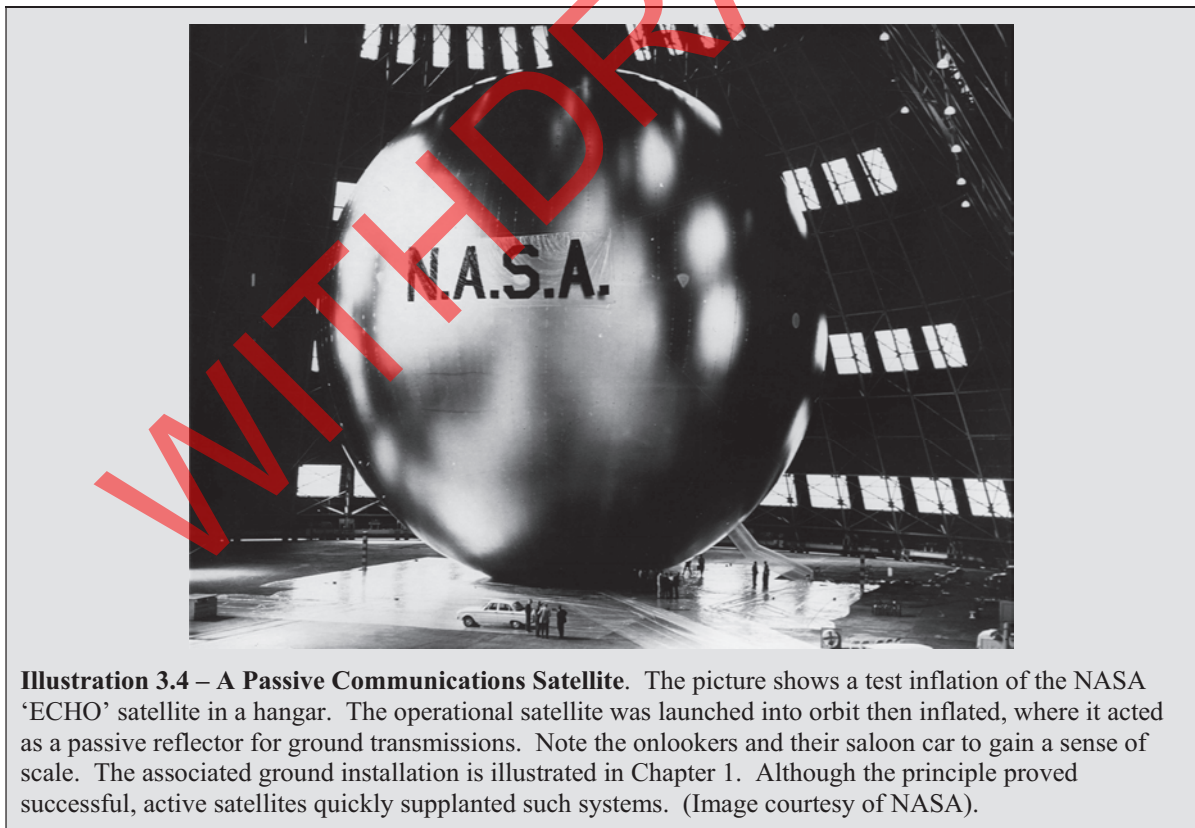 WITHDRA
N.A.S.A.
Illustration 3.4 – A Passive Communications Satellite. The picture shows a test inflation of the NASA
‘ECHO’ satellite in a hangar. The operational satellite was launched into orbit then inflated, where it acted
as a passive reflector for ground transmissions. Note the onlookers and their saloon car to gain a sense of
scale. The associated ground installation is illustrated in Chapter 1. Although the principle proved
successful, active satellites quickly supplanted such systems. (Image courtesy of NASA).